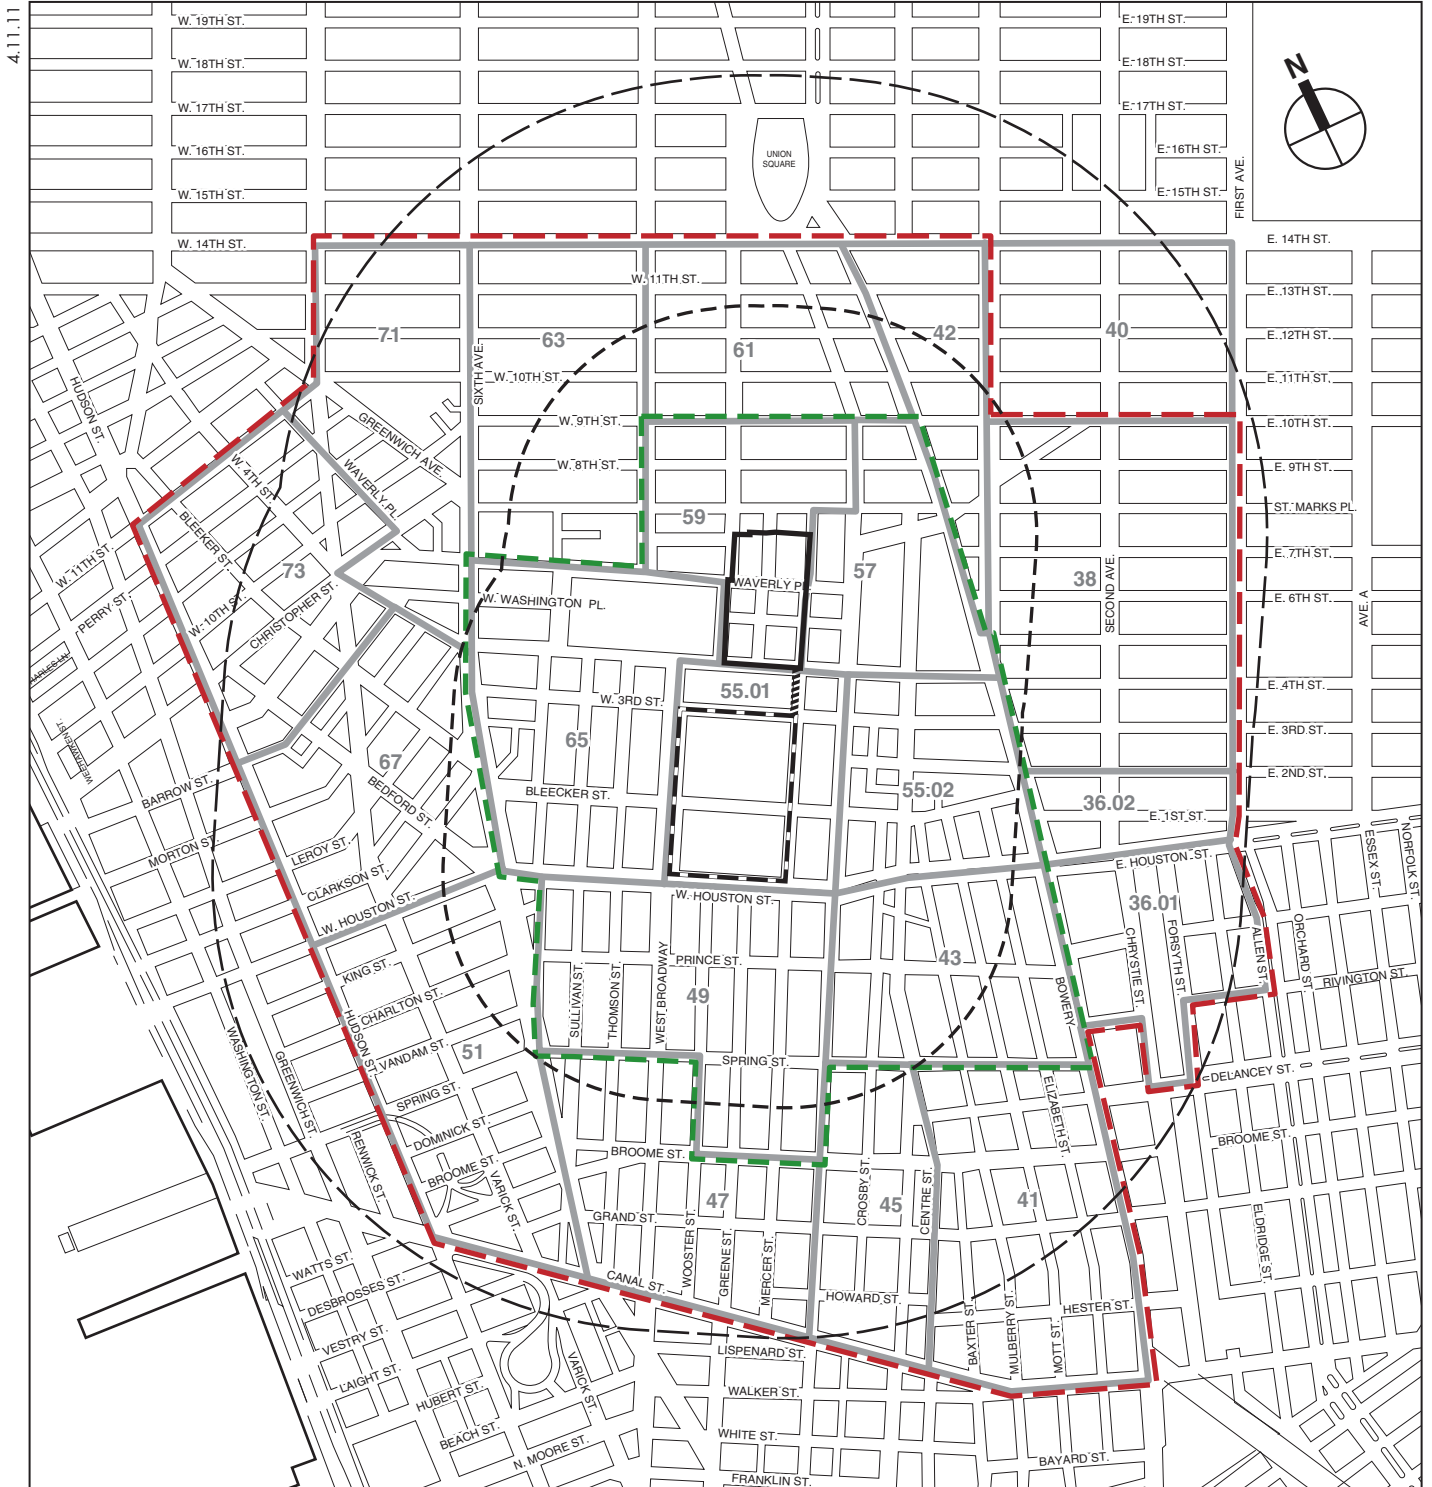 4.11.11
W. 19TH ST.
E. 19TH ST.
W. 18TH ST.
E. 18TH ST.
W. 17TH ST.
E. 17TH ST.
N
W. 16TH ST.
UNION
SQUARE
E. 16TH ST.
W. 15TH ST.
E. 15TH ST.
FIRST AVE.
W. 14TH ST.
E. 14TH ST.
W. 11TH ST.
E. 13TH ST.
71
63
61
42
40
E. 12TH ST.
SIXTH AVE.
W. 10TH ST.
E. 11TH ST.
HUDSON ST.
GREENWICH AVE.
W. 9TH ST.
E. 10TH ST.
W. 4TH ST.
WAVERLY PL.
W. 8TH ST.
E. 9TH ST.
BLEEKER ST.
59
ST. MARKS PL.
W. 11TH ST.
73
WAVERLY PL
57
38
SECOND AVE.
E. 7TH ST.
PERRY ST.
W. 10TH ST.
CHRISTOPHER ST.
W. WASHINGTON PL.
E. 6TH ST.
AVE. A
55.01
E. 4TH ST.
W. 3RD ST.
WEEHAWKEN ST.
65
E. 3RD ST.
67
BARROW ST.
BEDFORD ST.
BLEECKER ST.
55.02
36.02
E. 2ND ST.
E. 1ST ST.
MORTON ST.
LEROY ST.
E. HOUSTON ST.
ESSEX ST.
NORFOLK ST.
CLARKSON ST.
W. HOUSTON ST.
W. HOUSTON ST.
36.01
KING ST.
PRINCE ST.
43
CHRYSTIE ST.
FORSYTH ST.
ALLEN ST.
ORCHARD ST.
RIVINGTON ST.
SULLIVAN ST.
THOMSON ST.
WEST BROADWAY
49
BOWERY
CHARLTON ST.
HUDSON ST.
VANDAM ST.
51
SPRING ST.
WASHINGTON ST.
GREENWICH ST.
SPRING ST.
DELANCEY ST.
DOMINICK ST.
ELIZABETH ST.
RENWICK ST.
BROOME ST.
BROOME ST.
BROOME ST.
VARICK ST.
47
CROSBY ST.
45
CENTRE ST.
41
GRAND ST.
WOOSTER ST.
GREENE ST.
MERCER ST.
ELDRIDGE ST.
WATTS ST.
CANAL ST.
DESBROSSES ST.
HOWARD ST.
BAXTER ST.
MULBERRY ST.
MOTT ST.
HESTER ST.
VESTRY ST.
LISPENARD ST.
LAIGHT ST.
VARICK ST.
WALKER ST.
HUBERT ST.
BEACH ST.
WHITE ST.
N. MOORE ST.
BAYARD ST.
FRANKLIN ST.